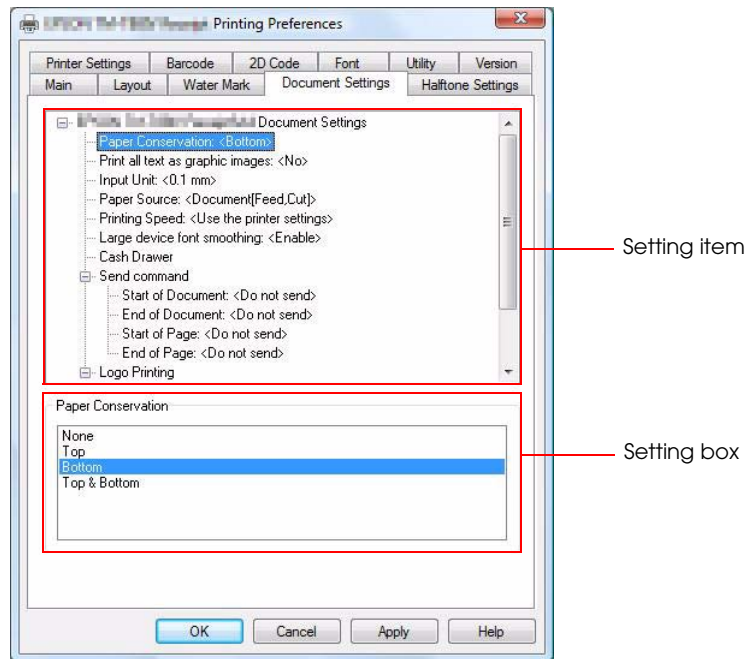 Printing Preferences
Printer Settings Barcode 2D Code Font Utility Version
Main Layout Water Mark Document Settings Halftone Settings
Document Settings
Paper Conservation: <Bottom>
Print all text as graphic images: <No>
Input Unit: <0.1 mm>
Paper Source: <Document[Feed,Cut]>
Printing Speed: <Use the printer settings>
Large device font smoothing: <Enable>
Cash Drawer
Send command
Start of Document: <Do not send>
End of Document: <Do not send>
Start of Page: <Do not send>
End of Page: <Do not send>
Logo Printing
Setting item
Paper Conservation
None
Top
Bottom
Top & Bottom
Setting box
OK Cancel Apply Help